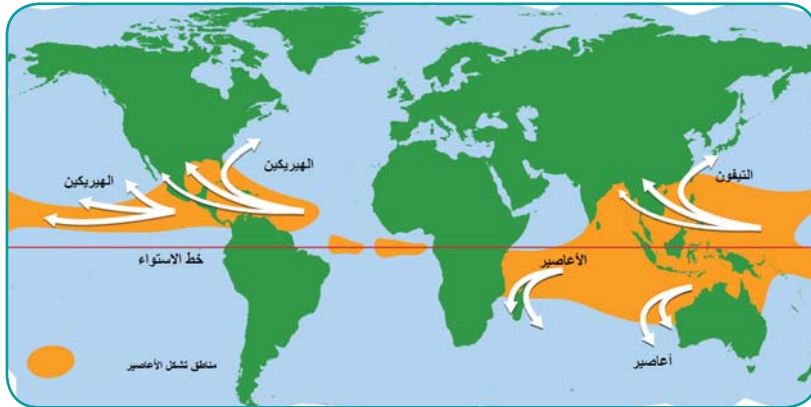 الهيريكين
الهيريكين
التيفون
خط الاستواء
الأعاصير
أعاصير
مناطق تشكل الأعاصير